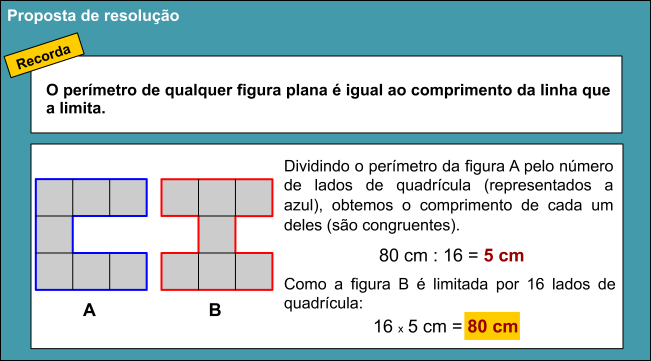 Proposta de resolução
Recorda
O perímetro de qualquer figura plana é igual ao comprimento da linha que
a limita.
Dividindo o perímetro da figura A pelo número
de lados de quadrícula (representados a
azul), obtemos o comprimento de cada um
deles (são congruentes).
80 cm : 16 = 5 cm
Como a figura B é limitada por 16 lados de
quadrícula:
16 x 5 cm = 80 cm
A
B